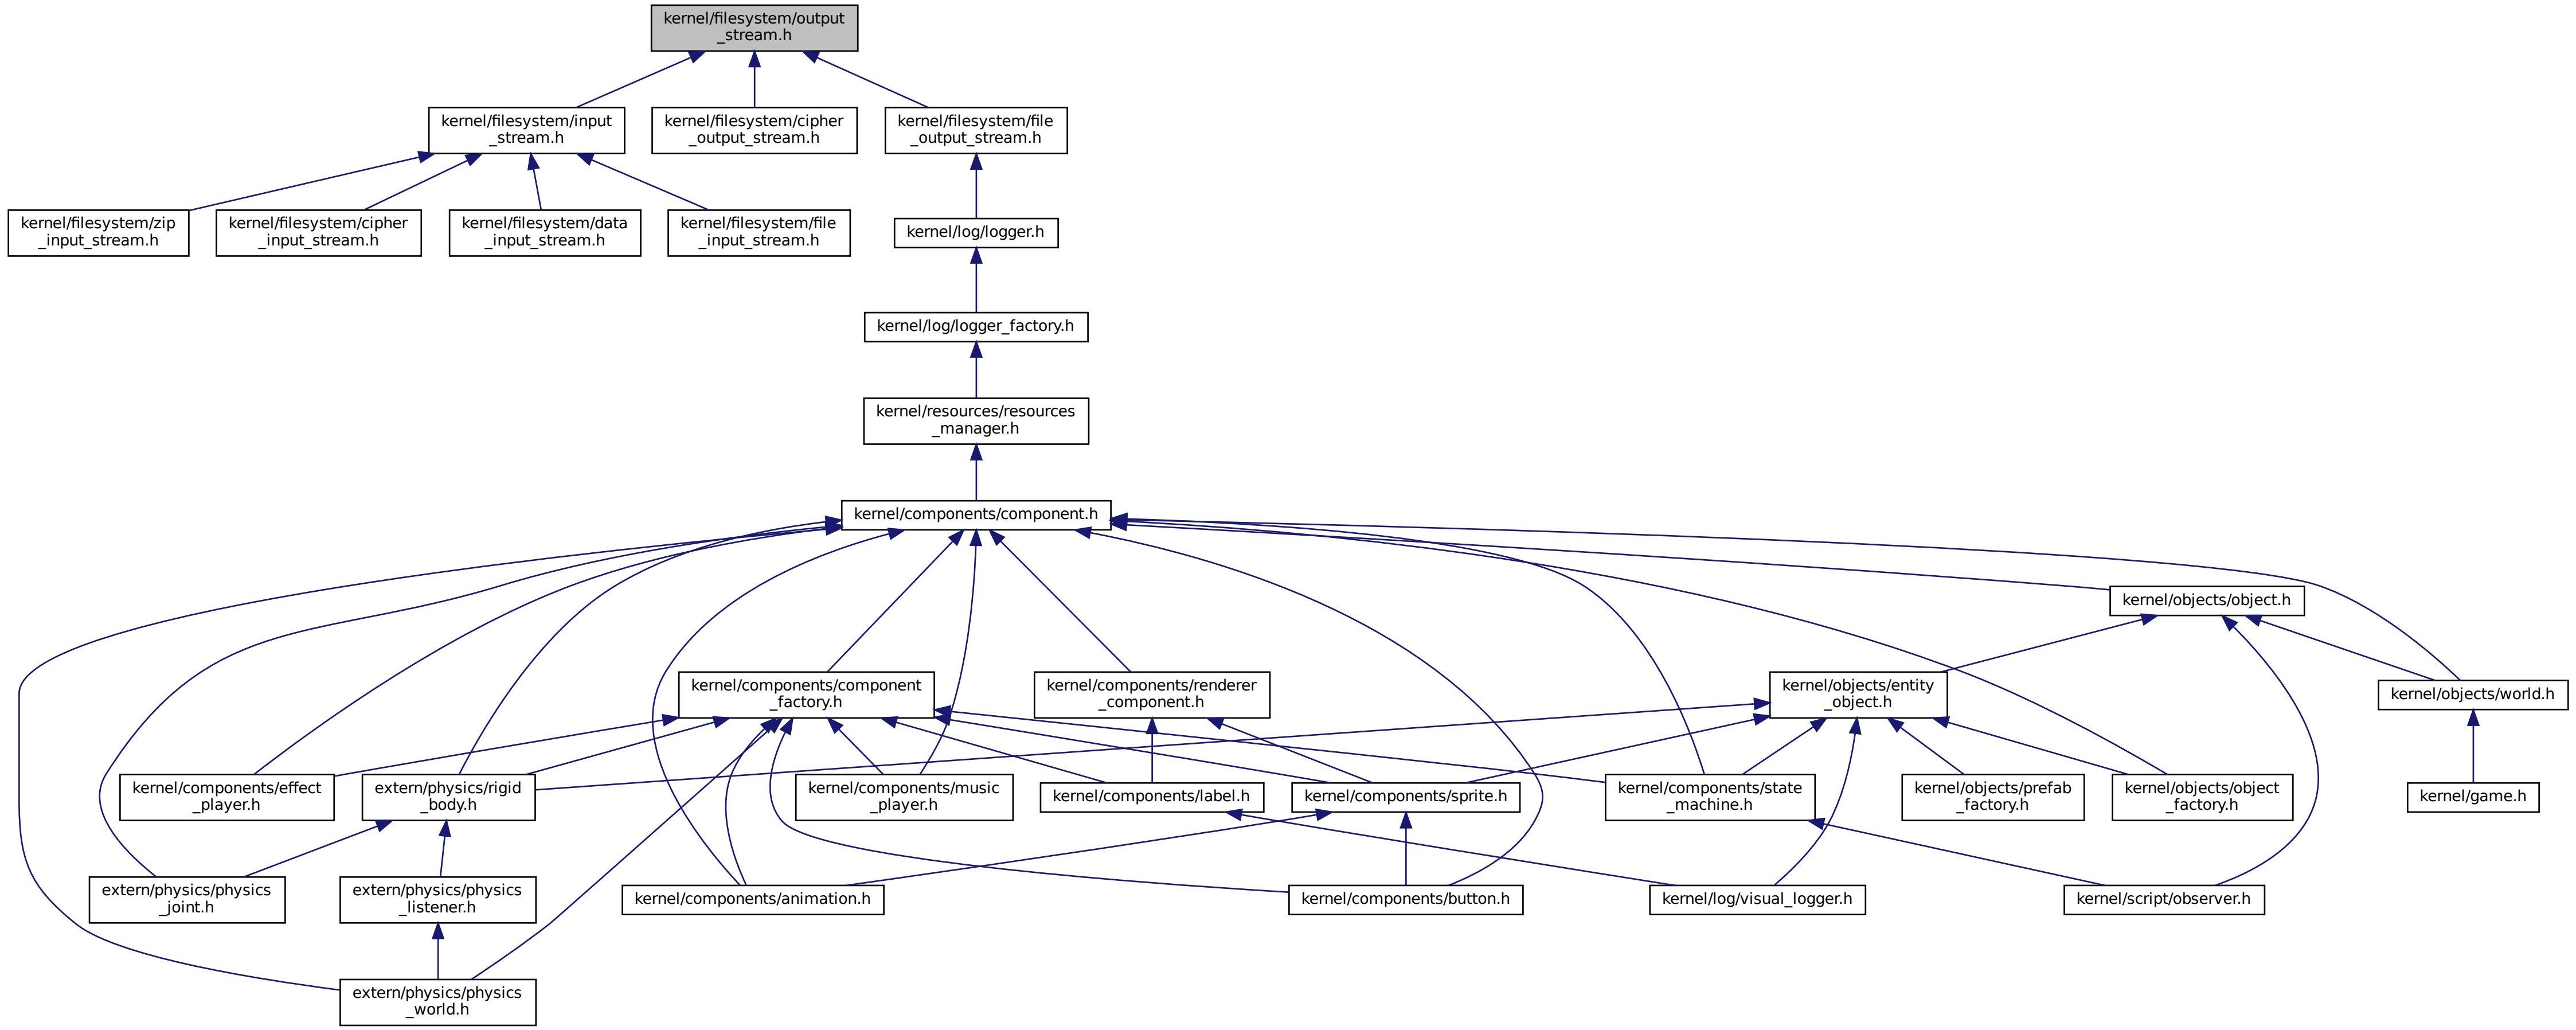 kernel/filesystem/output
_stream.h
kernel/filesystem/input
_stream.h
kernel/filesystem/cipher
_output_stream.h
kernel/filesystem/file
_output_stream.h
kernel/filesystem/zip
_input_stream.h
kernel/filesystem/cipher
_input_stream.h
kernel/filesystem/data
_input_stream.h
kernel/filesystem/file
_input_stream.h
kernel/log/logger.h
kernel/log/logger_factory.h
kernel/resources/resources
_manager.h
kernel/components/component.h
kernel/objects/object.h
kernel/components/component
_factory.h
kernel/components/renderer
_component.h
kernel/objects/entity
_object.h
kernel/objects/world.h
kernel/components/effect
_player.h
extern/physics/rigid
_body.h
kernel/components/music
_player.h
kernel/components/label.h
kernel/components/sprite.h
kernel/components/state
_machine.h
kernel/objects/prefab
_factory.h
kernel/objects/object
_factory.h
kernel/game.h
extern/physics/physics
_joint.h
extern/physics/physics
_listener.h
kernel/components/animation.h
kernel/components/button.h
kernel/log/visual_logger.h
kernel/script/observer.h
extern/physics/physics
_world.h